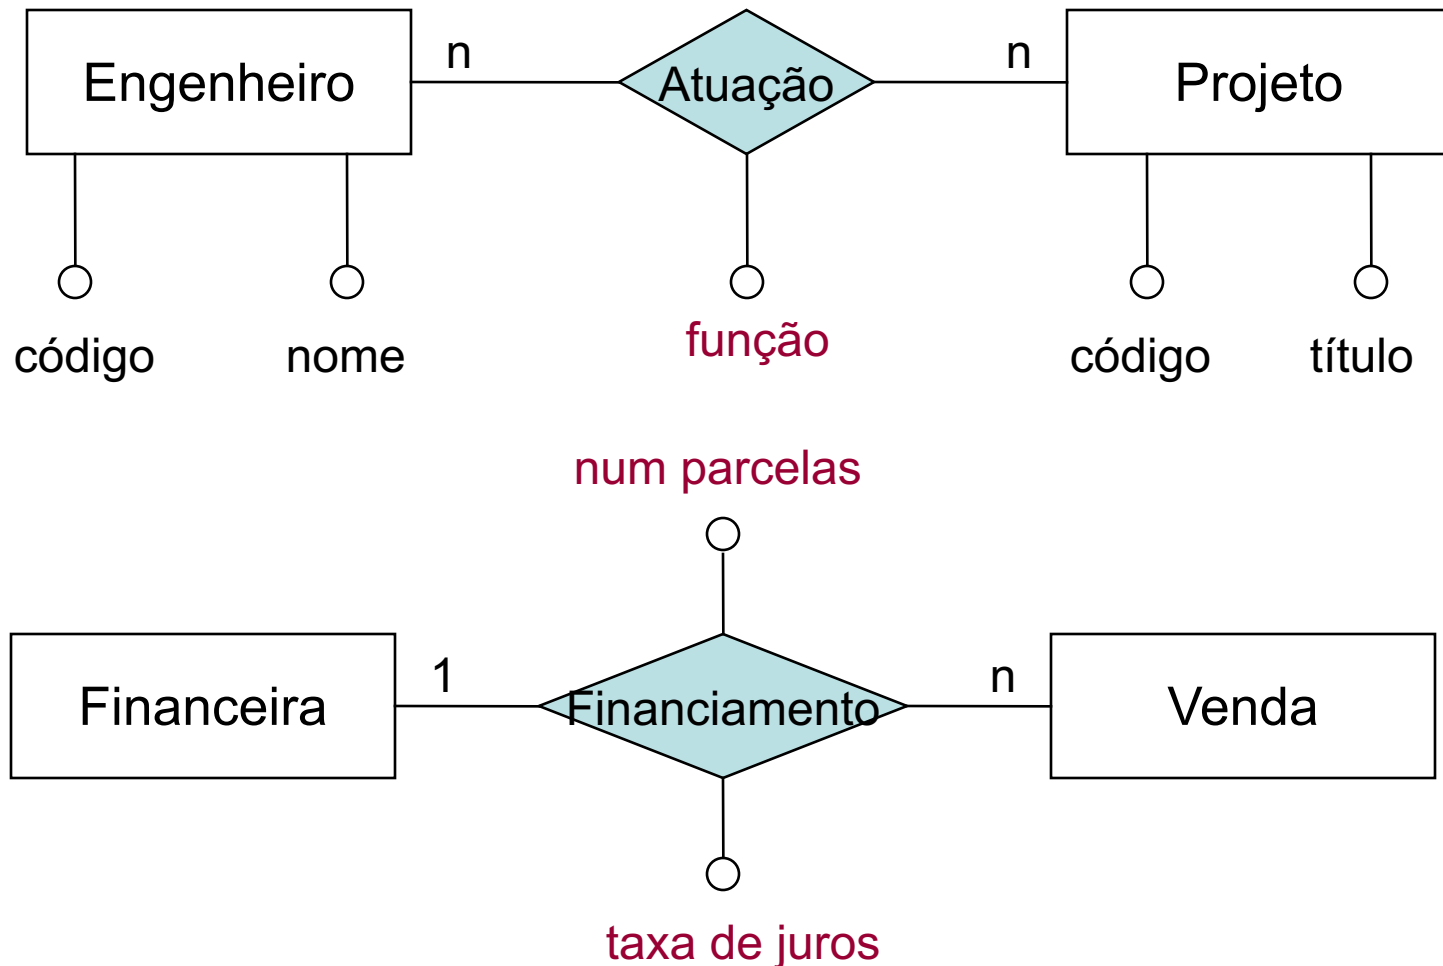 Engenheiro n Atuação n Projeto
código nome função código título
num parcelas
Financeira 1 Financiamento n Venda
taxa de juros